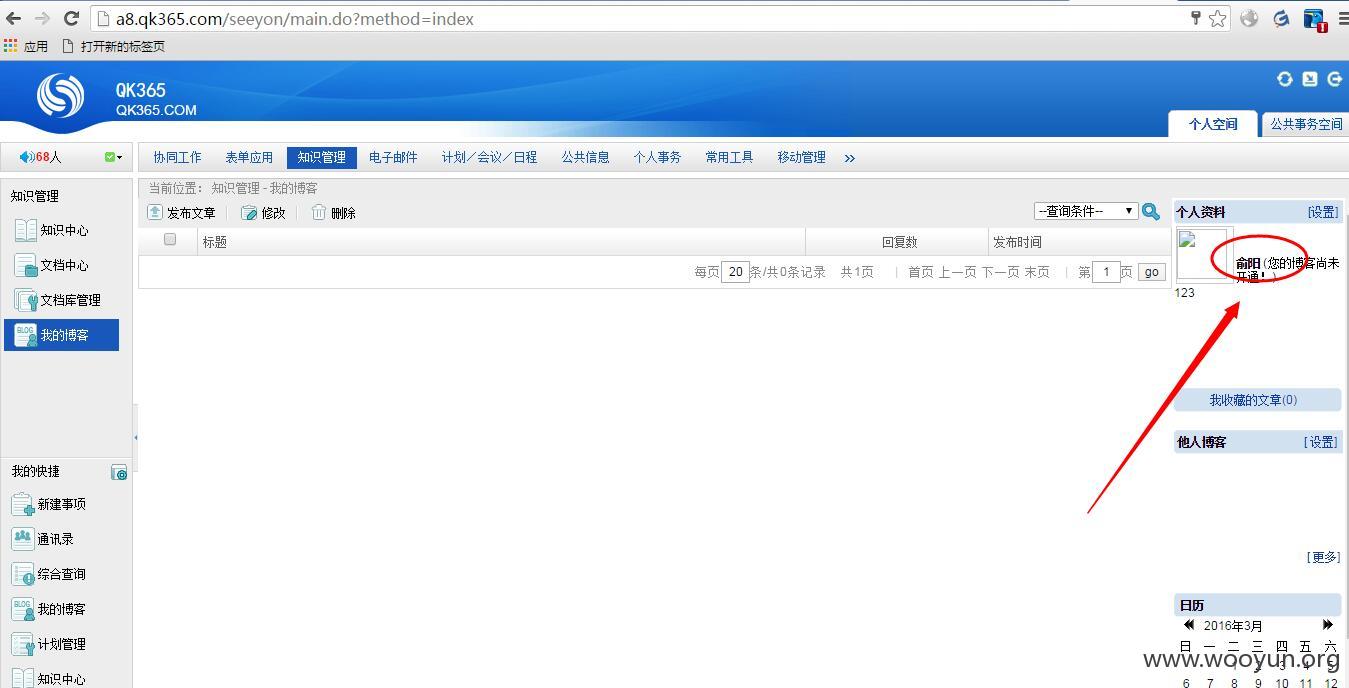 a8.qk365.com/seeyon/main.do?method=index
应用 打开新的标签页
QK365
QK365.COM
个人空间 公共事务空间
68人
协同工作 表单应用 知识管理 电子邮件 计划／会议／日程 公共信息 个人事务 常用工具 移动管理 »
当前位置： 知识管理 - 我的博客
知识管理
知识中心
文档中心
文档库管理
BLOG 我的博客
发布文章 修改 删除
--查询条件--
标题 回复数 发布时间
每页 20 条/共0条记录 共1页 | 首页 上一页 下一页 末页 | 第 1 页 go
个人资料 [设置]
俞阳 (您的博客尚未
开通！)
123
我收藏的文章(0)
他人博客 [设置]
[更多]
我的快捷
新建事项
通讯录
综合查询
BLOG 我的博客
计划管理
知识中心
日历
2016年3月
日 一 二 三 四 五 六
www.wooyun.org
6 7 8 9 10 11 12